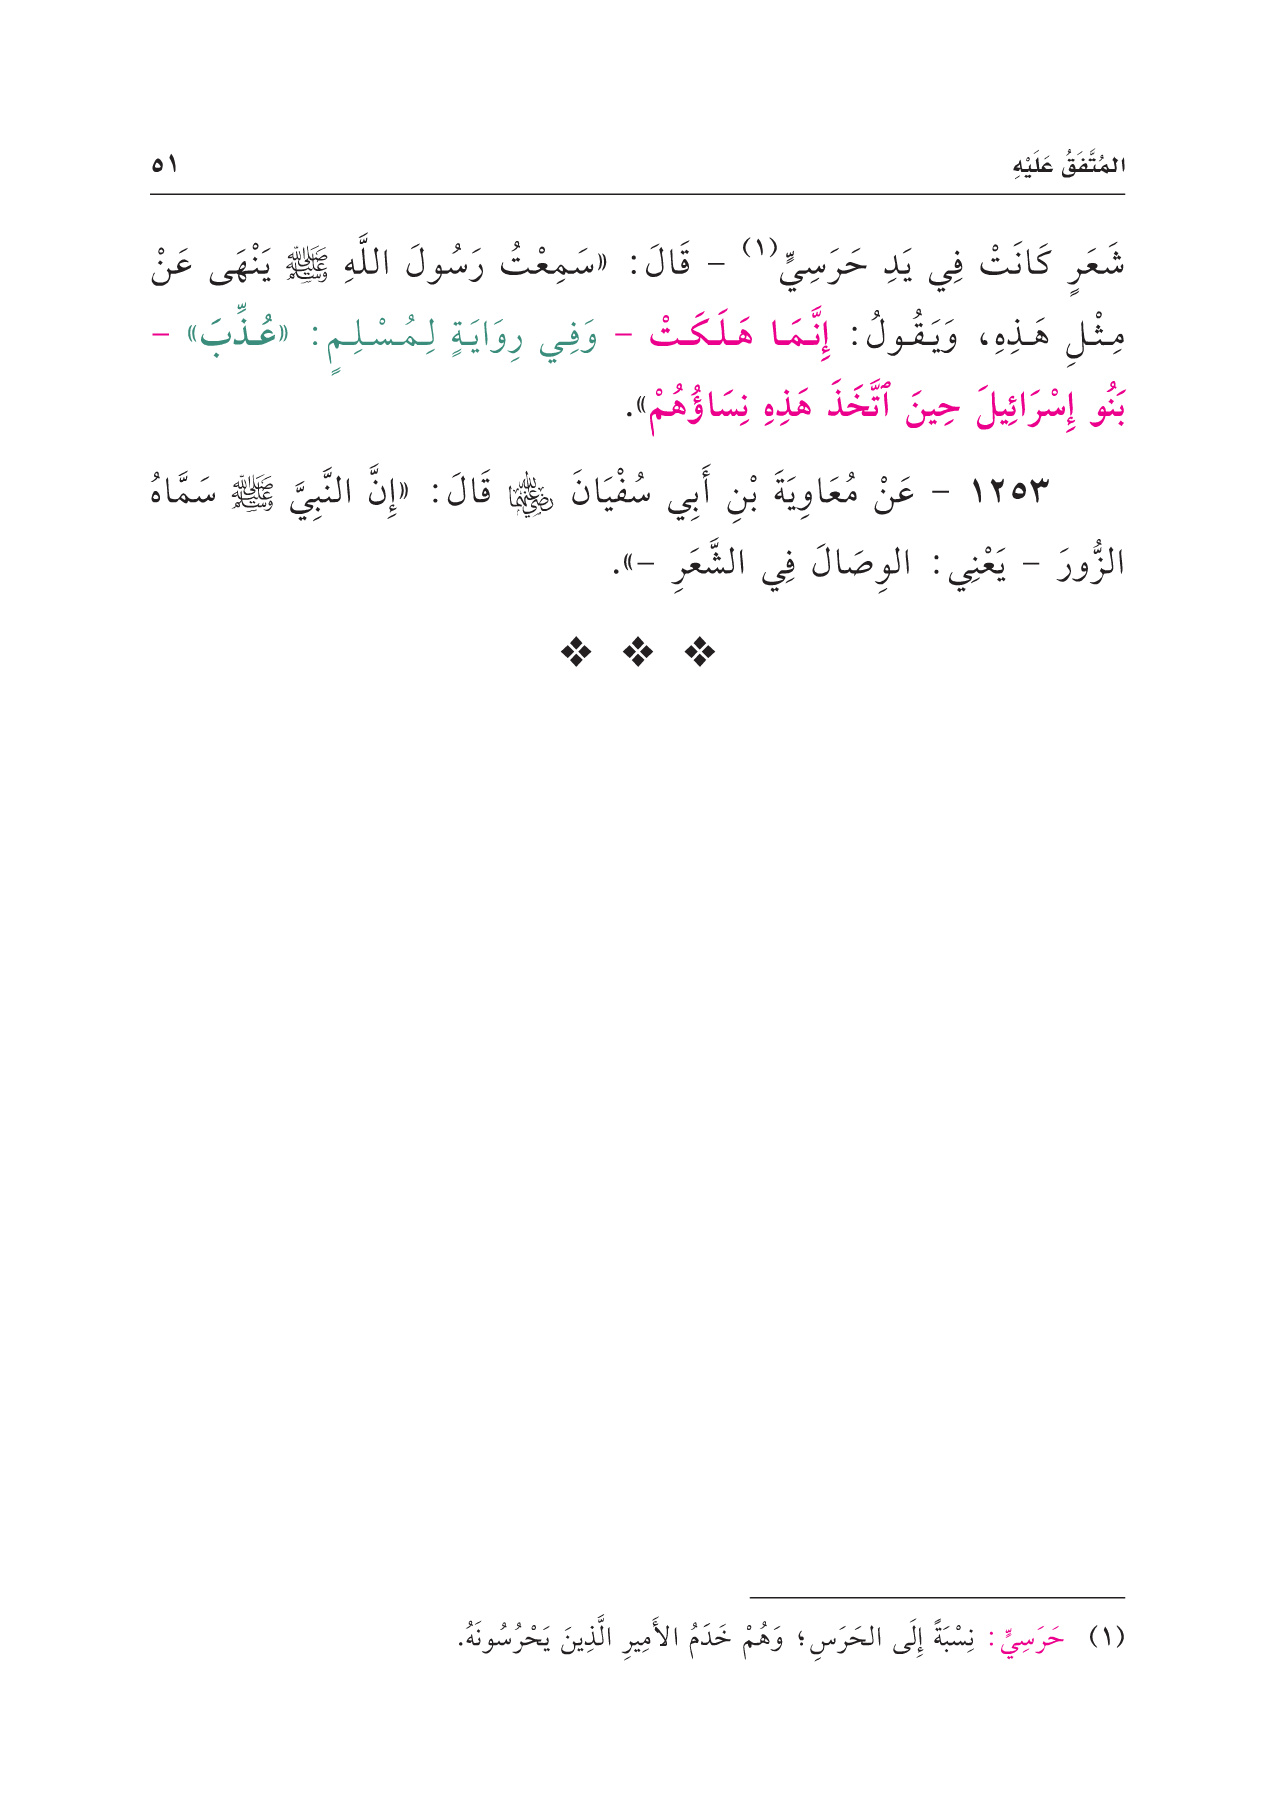 المُتَّفَقُ عَلَيْهِ ٥١
شَعَرٍ كَانَتْ فِي يَدِ حَرَسِيٍّ(١) – قَالَ: «سَمِعْتُ رَسُولَ اللَّهِ ﷺ يَنْهَى عَنْ
مِثْلِ هَذِهِ، وَيَقُولُ: إِنَّمَا هَلَكَتْ – وَفِي رِوَايَةٍ لِمُسْلِمٍ: «عُذِّبَ» –
بَنُو إِسْرَائِيلَ حِينَ ٱتَّخَذَ هَذِهِ نِسَاؤُهُمْ».
١٢٥٣ – عَنْ مُعَاوِيَةَ بْنِ أَبِي سُفْيَانَ رضي الله عنهما قَالَ: «إِنَّ النَّبِيَّ ﷺ سَمَّاهُ
الزُّورَ – يَعْنِي: الوِصَالَ فِي الشَّعَرِ –».
(١) حَرَسِيٍّ: نِسْبَةً إِلَى الحَرَسِ؛ وَهُمْ خَدَمُ الأَمِيرِ الَّذِينَ يَحْرُسُونَهُ.